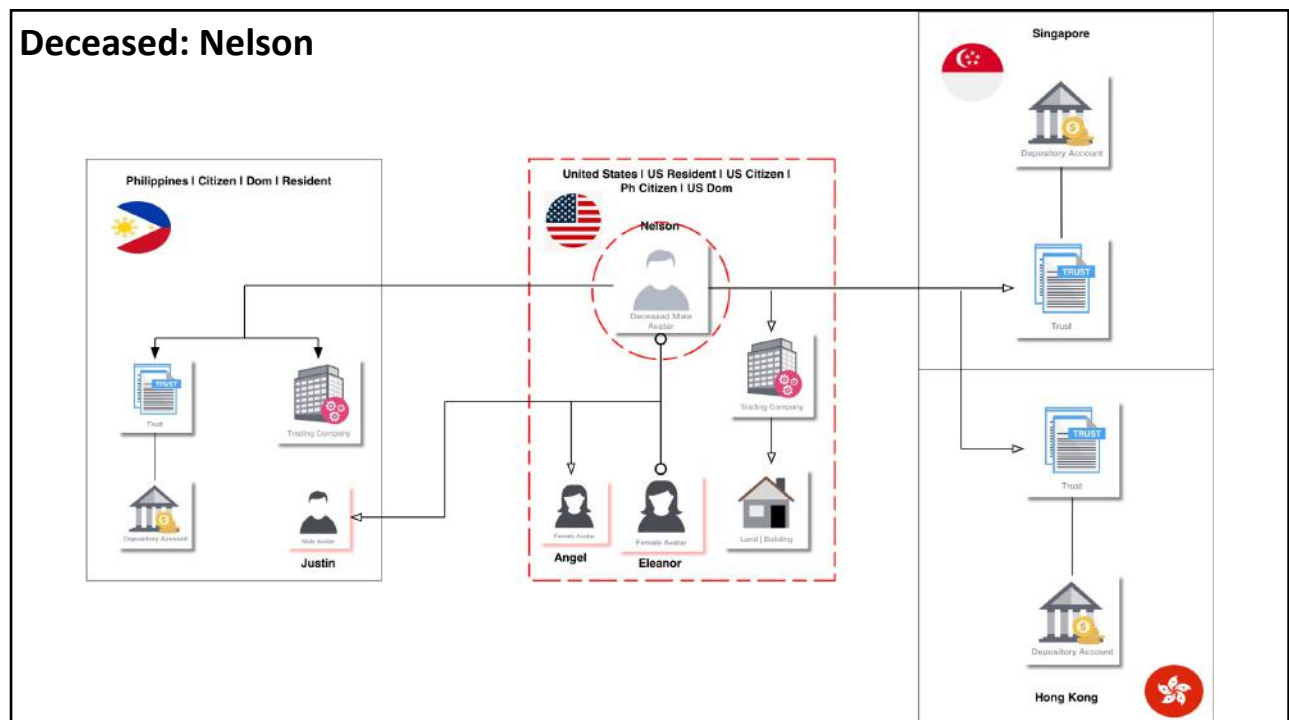 Deceased: Nelson
Singapore
Depository Account
TRUST
Trust
Philippines I Citizen I Dom I Resident
TRUST
Trust
Trading Company
Depository Account
Male Avatar
Justin
United States I US Resident I US Citizen I
Ph Citizen I US Dom
Nelson
Deceased Male
Avatar
Trading Company
Female Avatar
Angel
Female Avatar
Eleanor
Land | Building
TRUST
Trust
Depository Account
Hong Kong